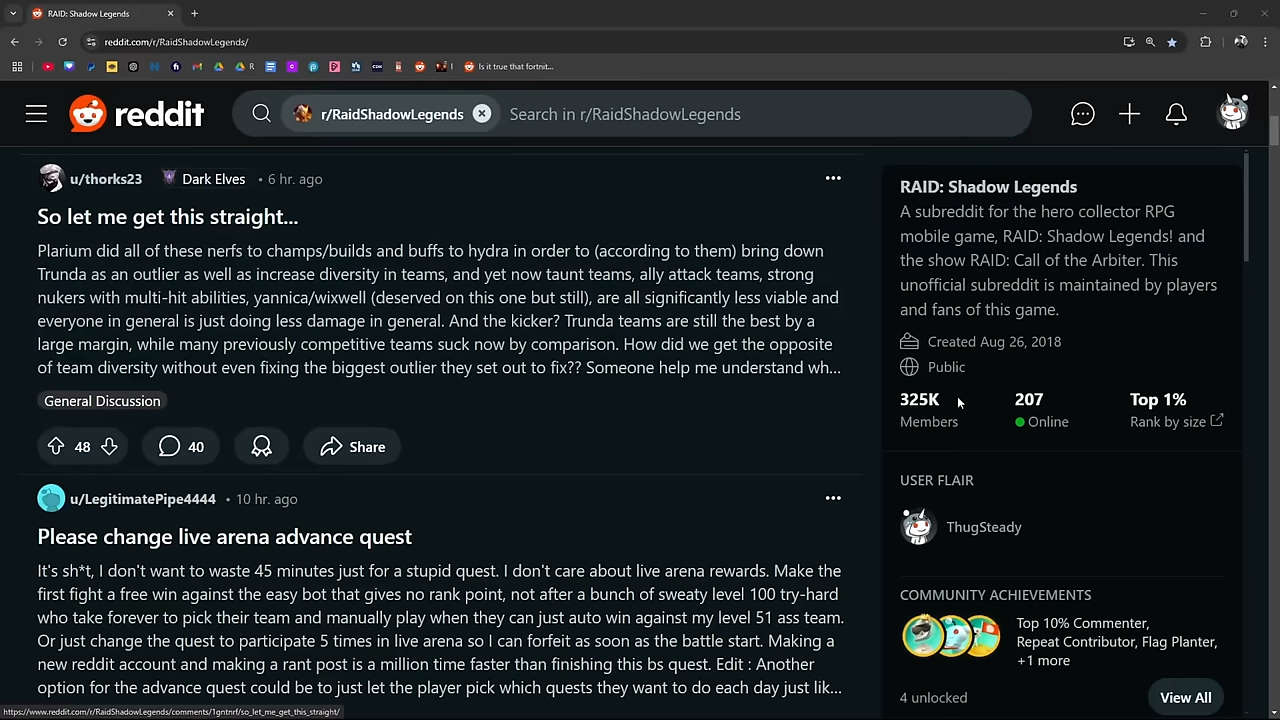 RAID: Shadow Legends
reddit.com/r/RaidShadowLegends/
R
Is it true that fortnit...
reddit
r/RaidShadowLegends
Search in r/RaidShadowLegends
u/thorks23 Dark Elves • 6 hr. ago
So let me get this straight...
Plarium did all of these nerfs to champs/builds and buffs to hydra in order to (according to them) bring down
Trunda as an outlier as well as increase diversity in teams, and yet now taunt teams, ally attack teams, strong
nukers with multi-hit abilities, yannica/wixwell (deserved on this one but still), are all significantly less viable and
everyone in general is just doing less damage in general. And the kicker? Trunda teams are still the best by a
large margin, while many previously competitive teams suck now by comparison. How did we get the opposite
of team diversity without even fixing the biggest outlier they set out to fix?? Someone help me understand wh...
General Discussion
48
40
Share
u/LegitimatePipe4444 • 10 hr. ago
Please change live arena advance quest
It's sh*t, I don't want to waste 45 minutes just for a stupid quest. I don't care about live arena rewards. Make the
first fight a free win against the easy bot that gives no rank point, not after a bunch of sweaty level 100 try-hard
who take forever to pick their team and manually play when they can just auto win against my level 51 ass team.
Or just change the quest to participate 5 times in live arena so I can forfeit as soon as the battle start. Making a
new reddit account and making a rant post is a million time faster than finishing this bs quest. Edit : Another
option for the advance quest could be to just let the player pick which quests they want to do each day just lik...
https://www.reddit.com/r/RaidShadowLegends/comments/1gntnrf/so_let_me_get_this_straight/
RAID: Shadow Legends
A subreddit for the hero collector RPG
mobile game, RAID: Shadow Legends! and
the show RAID: Call of the Arbiter. This
unofficial subreddit is maintained by players
and fans of this game.
Created Aug 26, 2018
Public
325K 207 Top 1%
Members Online Rank by size
USER FLAIR
ThugSteady
COMMUNITY ACHIEVEMENTS
Top 10% Commenter,
Repeat Contributor, Flag Planter,
+1 more
4 unlocked
View All